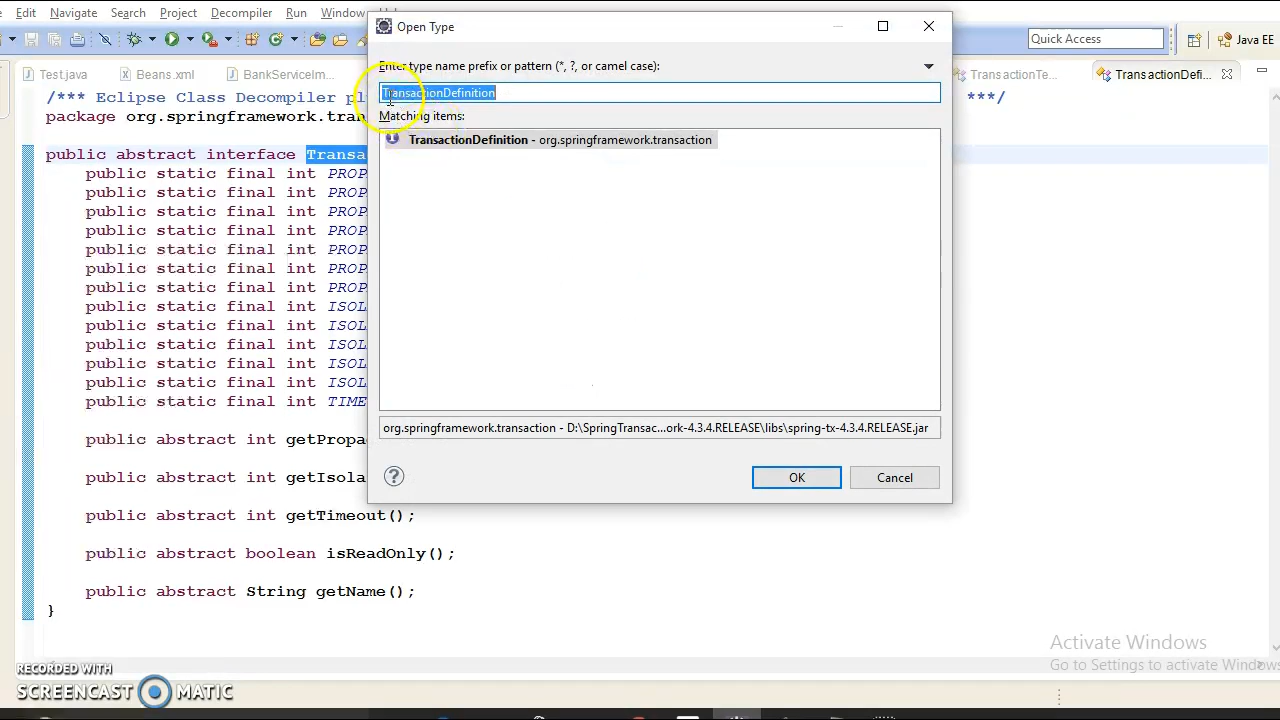 Edit Navigate Search Project Decompiler Run Window
Open Type
Quick Access
Java EE
Test.java
Beans.xml
BankServiceIm...
TransactionTe...
TransactionDefi...
Enter type name prefix or pattern (*, ?, or camel case):
TransactionDefinition
Matching items:
TransactionDefinition - org.springframework.transaction
/*** Eclipse Class Decompiler pl
***/
package org.springframework.tra
public abstract interface Transa
public static final int PROP
public static final int PROP
public static final int PROP
public static final int PROP
public static final int PROP
public static final int PROP
public static final int PROP
public static final int ISOL
public static final int ISOL
public static final int ISOL
public static final int ISOL
public static final int ISOL
public static final int TIME
org.springframework.transaction - D:\SpringTransac...ork-4.3.4.RELEASE\libs\spring-tx-4.3.4.RELEASE.jar
public abstract int getPropa
public abstract int getIsola
OK
Cancel
public abstract int getTimeout();
public abstract boolean isReadOnly();
public abstract String getName();
}
Activate Windows
Go to Settings to activate Windows
RECORDED WITH
SCREENCAST MATIC